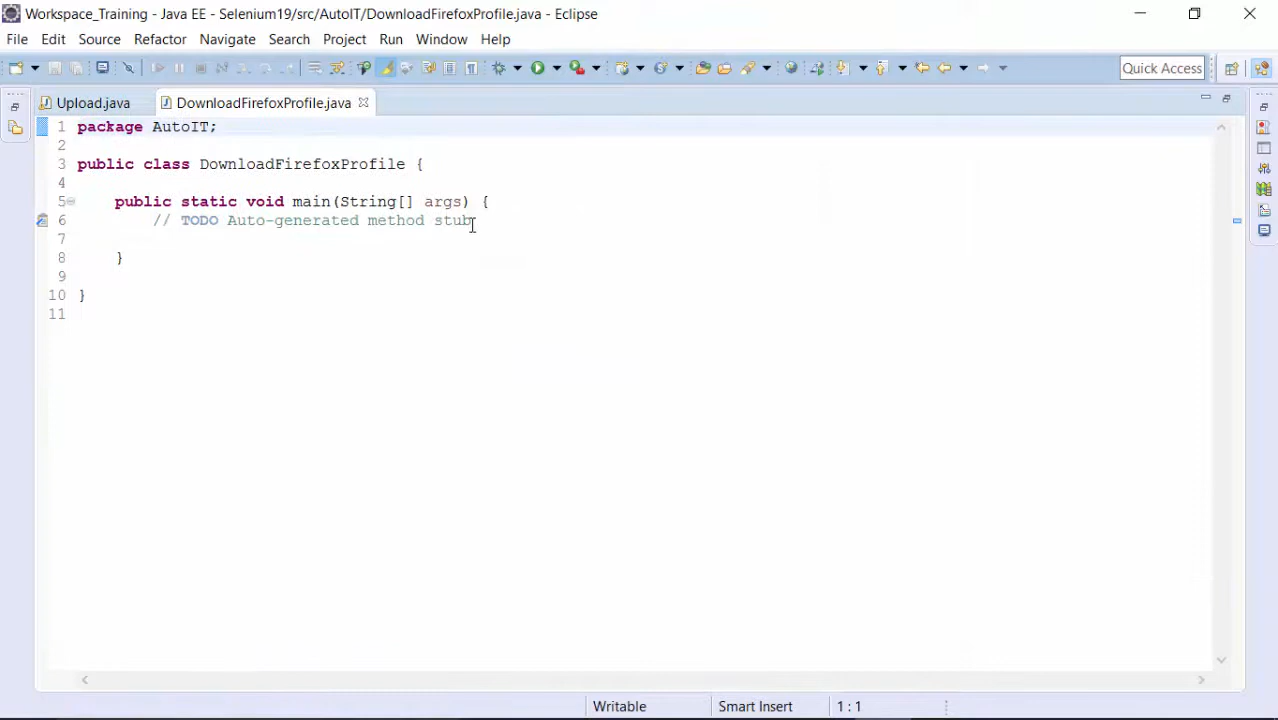 Workspace_Training - Java EE - Selenium19/src/AutoIT/DownloadFirefoxProfile.java - Eclipse
File Edit Source Refactor Navigate Search Project Run Window Help
Quick Access
Upload.java DownloadFirefoxProfile.java
1 package AutoIT;
2
3 public class DownloadFirefoxProfile {
4
5 public static void main(String[] args) {
6 // TODO Auto-generated method stub
7
8 }
9
10 }
11
Writable Smart Insert 1 : 1